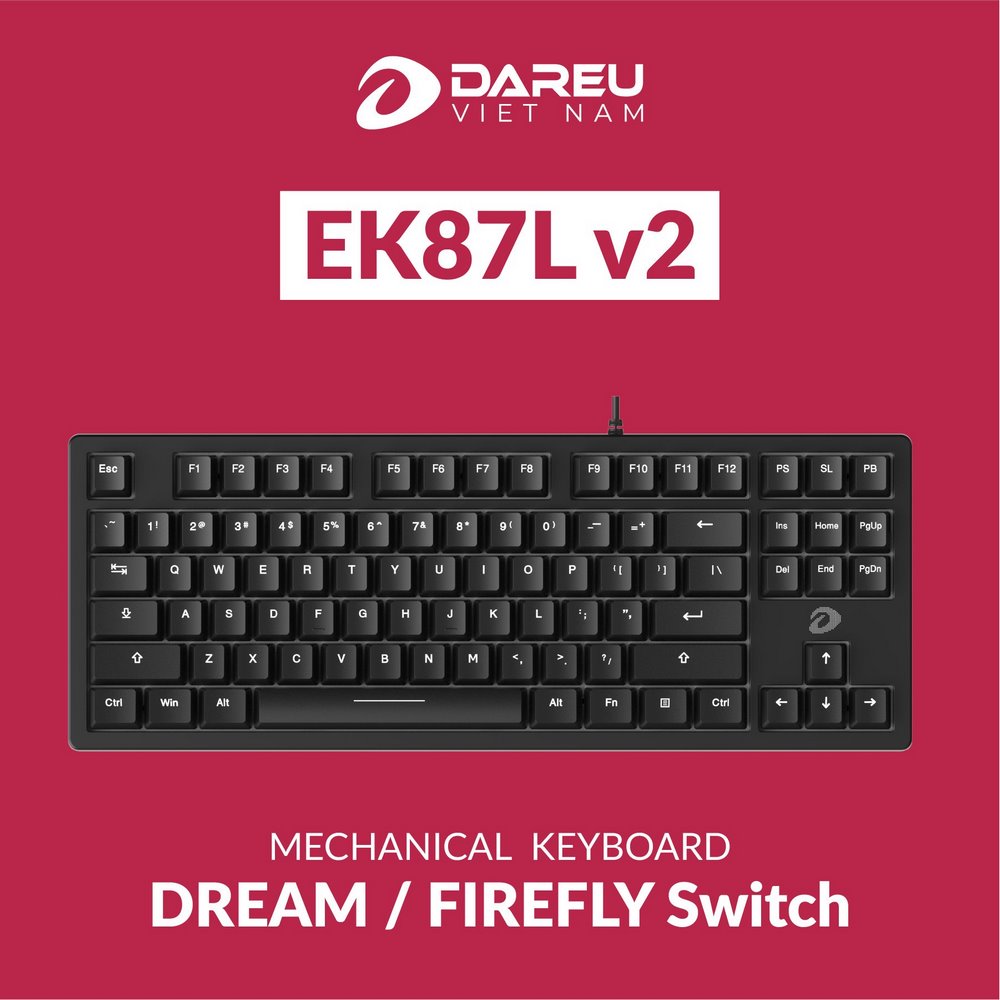 DAREU
VIET NAM
EK87L v2
Esc F1 F2 F3 F4 F5 F6 F7 F8 F9 F10 F11 F12 PS SL PB
`~ 1! 2@ 3# 4$ 5% 6^ 7& 8* 9( 0) -_ =+ ← Ins Home PgUp
Q W E R T Y U I O P [{ ]} \| Del End PgDn
A S D F G H J K L ;: '"
⇧ Z X C V B N M ,< .> /? ⇧ ↑
Ctrl Win Alt Alt Fn Ctrl ← ↓ →
MECHANICAL KEYBOARD
DREAM / FIREFLY Switch